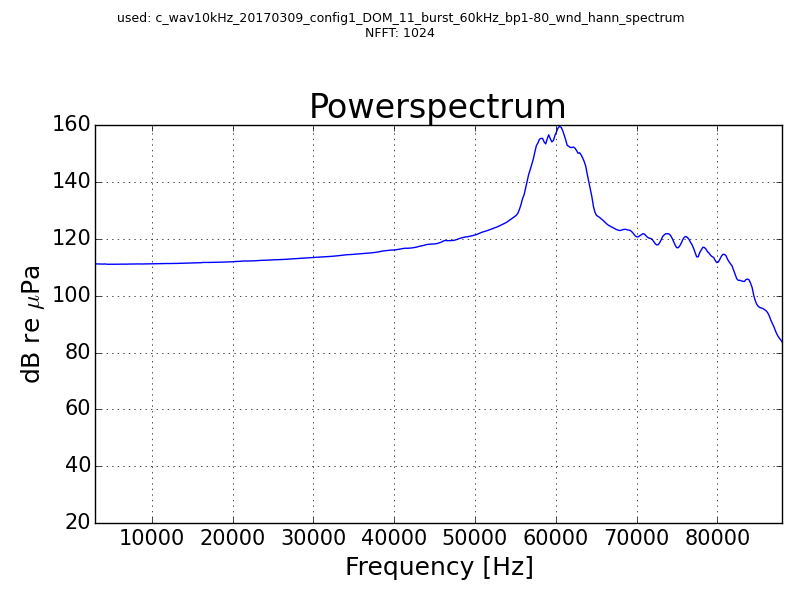 used: c_wav10kHz_20170309_config1_DOM_11_burst_60kHz_bp1-80_wnd_hann_spectrum
NFFT: 1024
Powerspectrum
160
140
120
100
80
60
40
20
dB re μPa
10000 20000 30000 40000 50000 60000 70000 80000
Frequency [Hz]